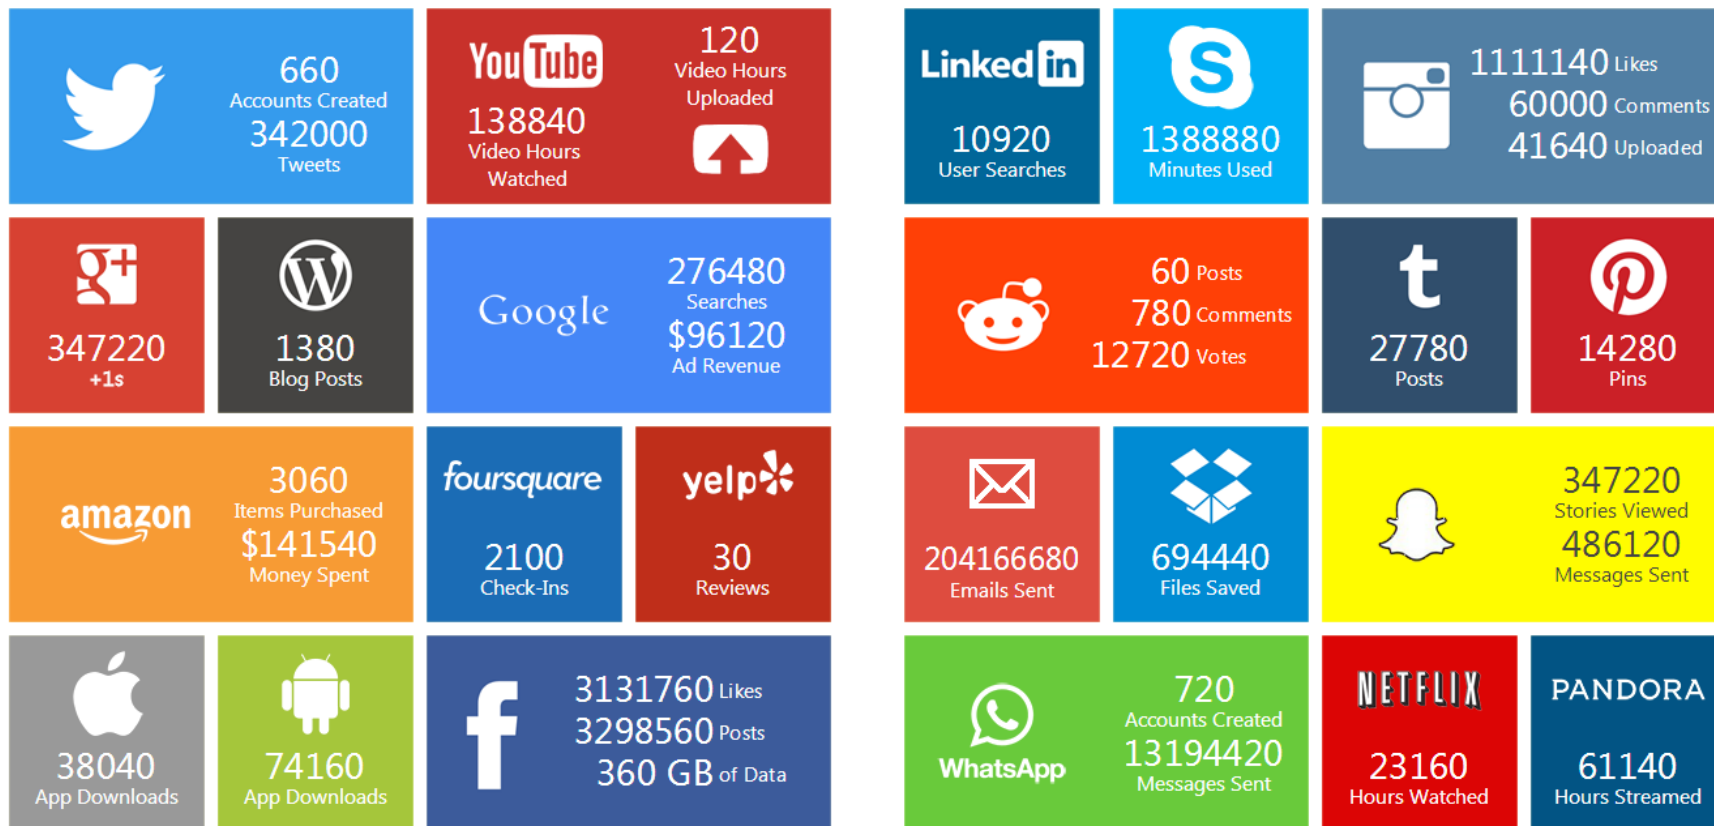 660
Accounts Created
342000
Tweets
YouTube
138840
Video Hours
Watched
120
Video Hours
Uploaded
g+
347220
+1s
W
1380
Blog Posts
Google
276480
Searches
$96120
Ad Revenue
amazon
3060
Items Purchased
$141540
Money Spent
foursquare
2100
Check-Ins
yelp
30
Reviews
38040
App Downloads
74160
App Downloads
f
3131760 Likes
3298560 Posts
360 GB of Data
Linked in
10920
User Searches
S
1388880
Minutes Used
1111140 Likes
60000 Comments
41640 Uploaded
60 Posts
780 Comments
12720 Votes
t
27780
Posts
P
14280
Pins
204166680
Emails Sent
694440
Files Saved
347220
Stories Viewed
486120
Messages Sent
WhatsApp
720
Accounts Created
13194420
Messages Sent
NETFLIX
23160
Hours Watched
PANDORA
61140
Hours Streamed